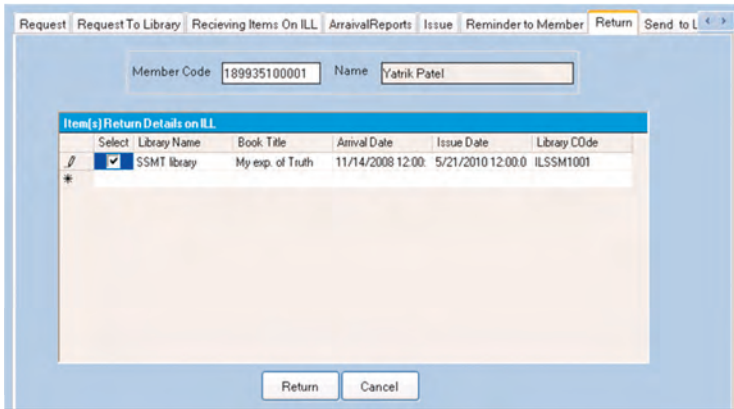 Request Request To Library Recieving Items On ILL ArraivalReports Issue Reminder to Member Return Send to L
Member Code 189935100001 Name Yatrik Patel
Item(s) Return Details on ILL
Select Library Name Book Title Arrival Date Issue Date Library COde
SSMT library My exp. of Truth 11/14/2008 12:00: 5/21/2010 12:00:0 ILSSM1001
Return Cancel